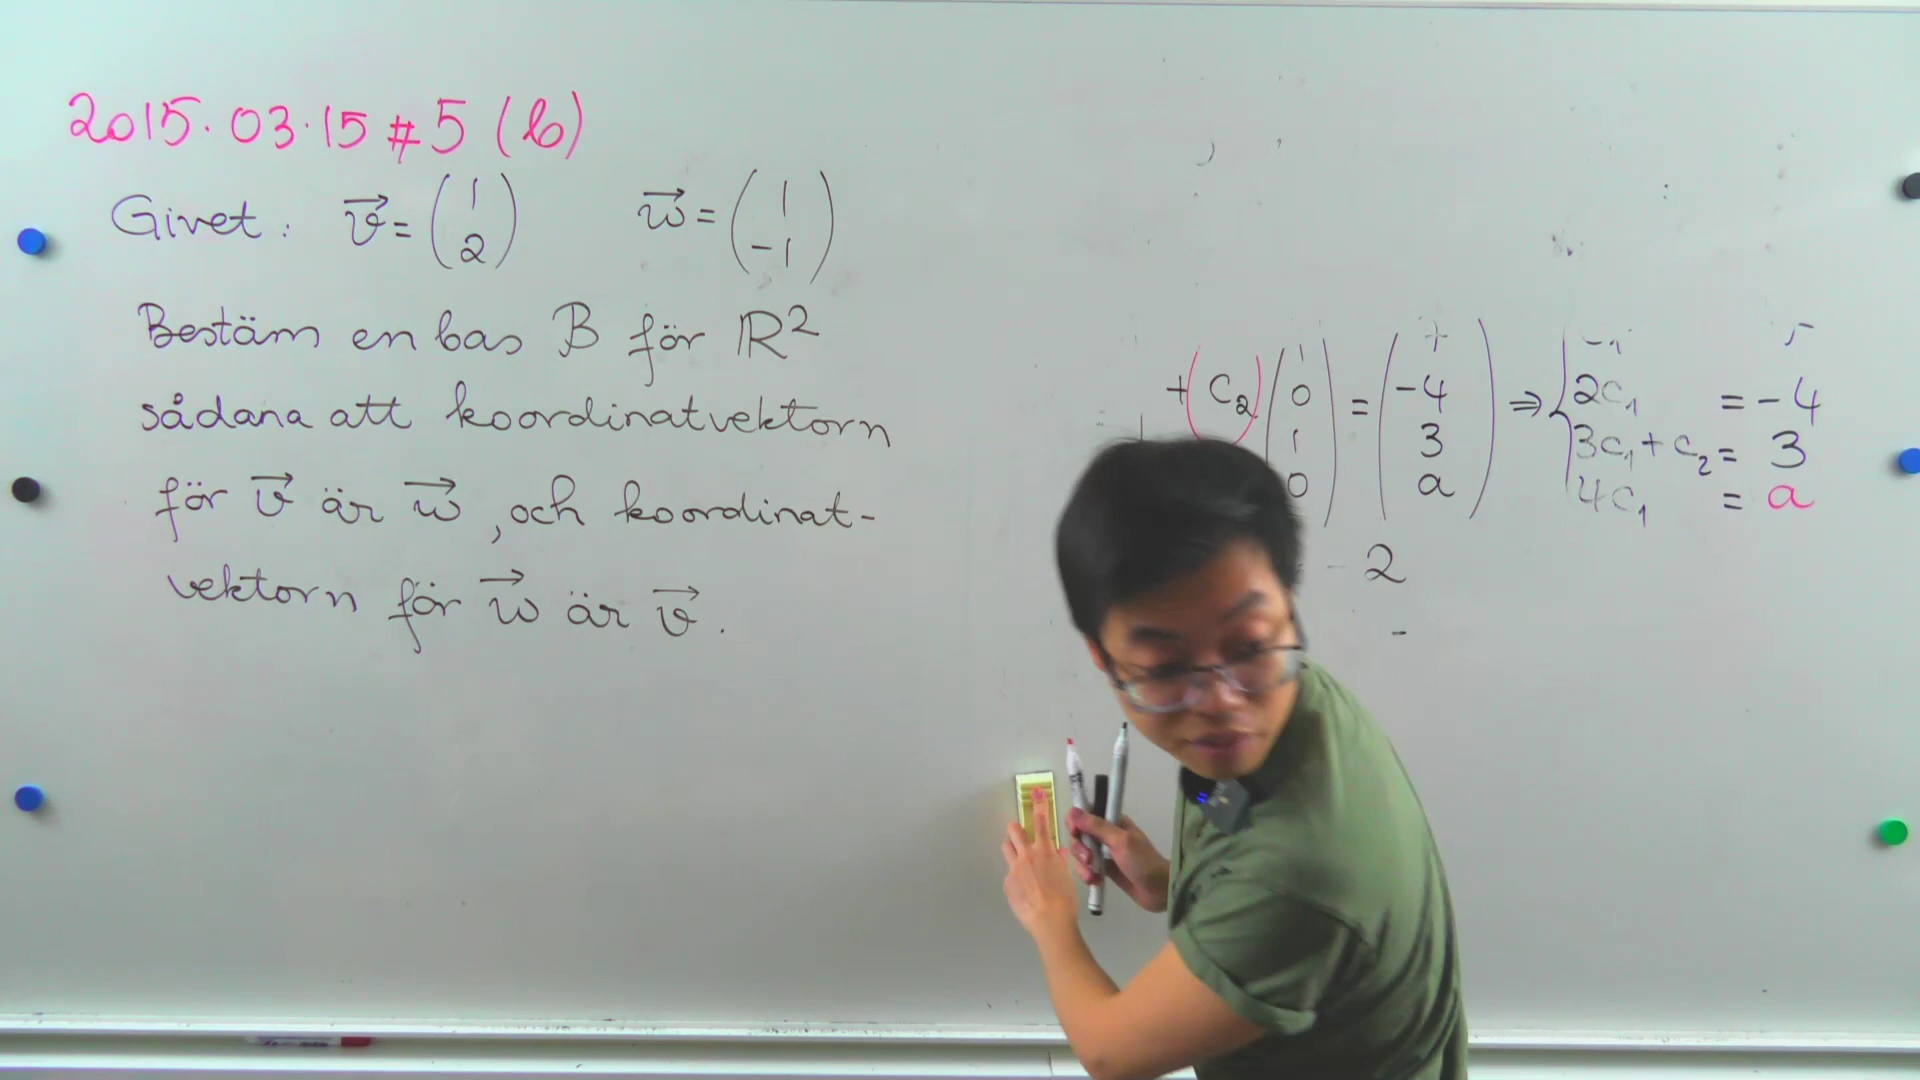 2015.03.15 #5 (b)
Givet: v⃗ = (1 2) w⃗ = (1 -1)
Bestäm en bas B för ℝ²
sådana att koordinatvektorn
för v⃗ är w⃗, och koordinat-
vektorn för w⃗ är v⃗.
+ (c₂) (1 0 1 0) = (-4 3 a) ⇒
2c₁ = -4
3c₁ + c₂ = 3
4c₁ = a
2